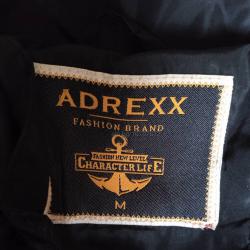 ADREXX
FASHION BRAND
FASHION NEW LEVEL
CHARACTER LIFE
M